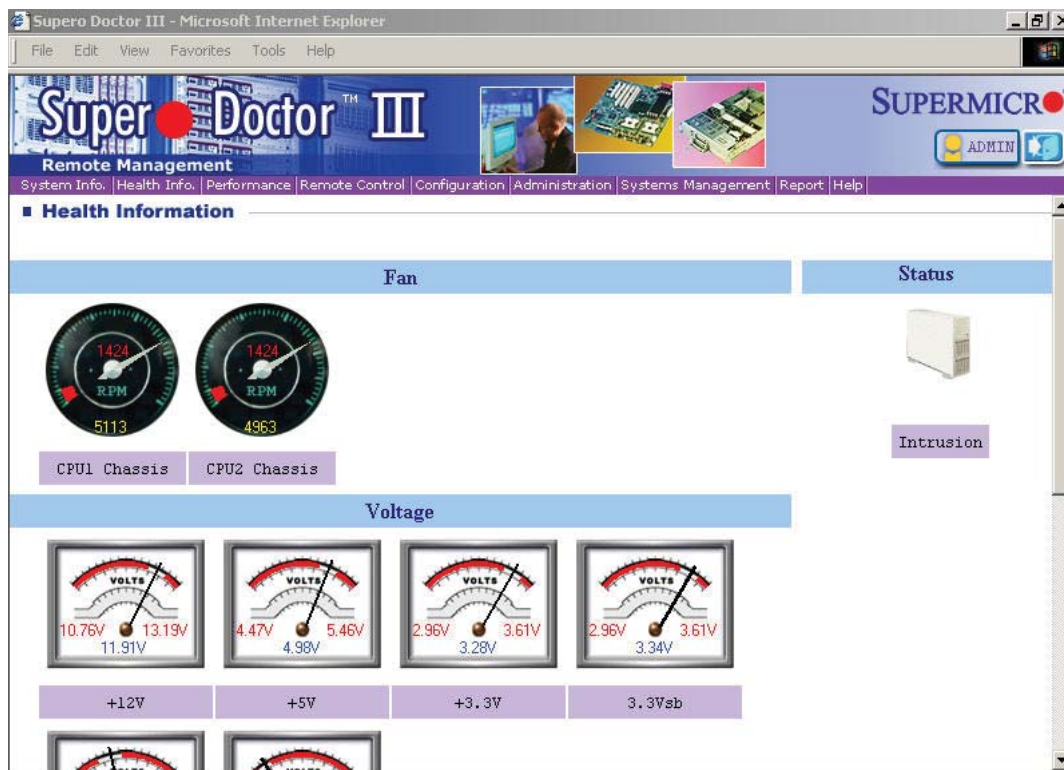 Supero Doctor III - Microsoft Internet Explorer
File Edit View Favorites Tools Help
Super Doctor™ III
Remote Management
SUPERMICR
ADMIN
System Info. Health Info. Performance Remote Control Configuration Administration Systems Management Report Help
Health Information
Fan
Status
1424
RPM
5113
1424
RPM
4963
CPU1 Chassis
CPU2 Chassis
Intrusion
Voltage
VOLTS
10.76V 13.19V
11.91V
VOLTS
4.47V 5.46V
4.98V
VOLTS
2.96V 3.61V
3.28V
VOLTS
2.96V 3.61V
3.34V
+12V
+5V
+3.3V
3.3Vsb